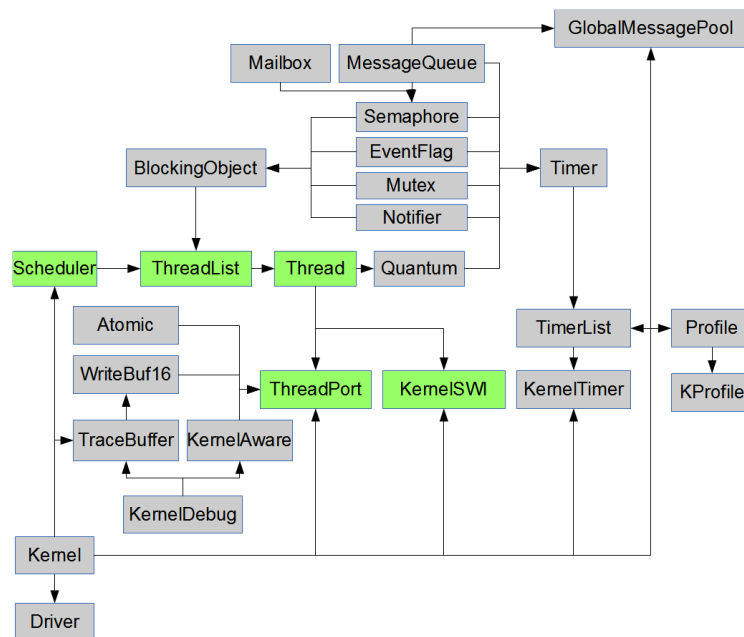 GlobalMessagePool
Mailbox
MessageQueue
Semaphore
EventFlag
BlockingObject
Timer
Mutex
Notifier
Scheduler
ThreadList
Thread
Quantum
Atomic
TimerList
Profile
WriteBuf16
ThreadPort
KernelSWI
KernelTimer
KProfile
TraceBuffer
KernelAware
KernelDebug
Kernel
Driver